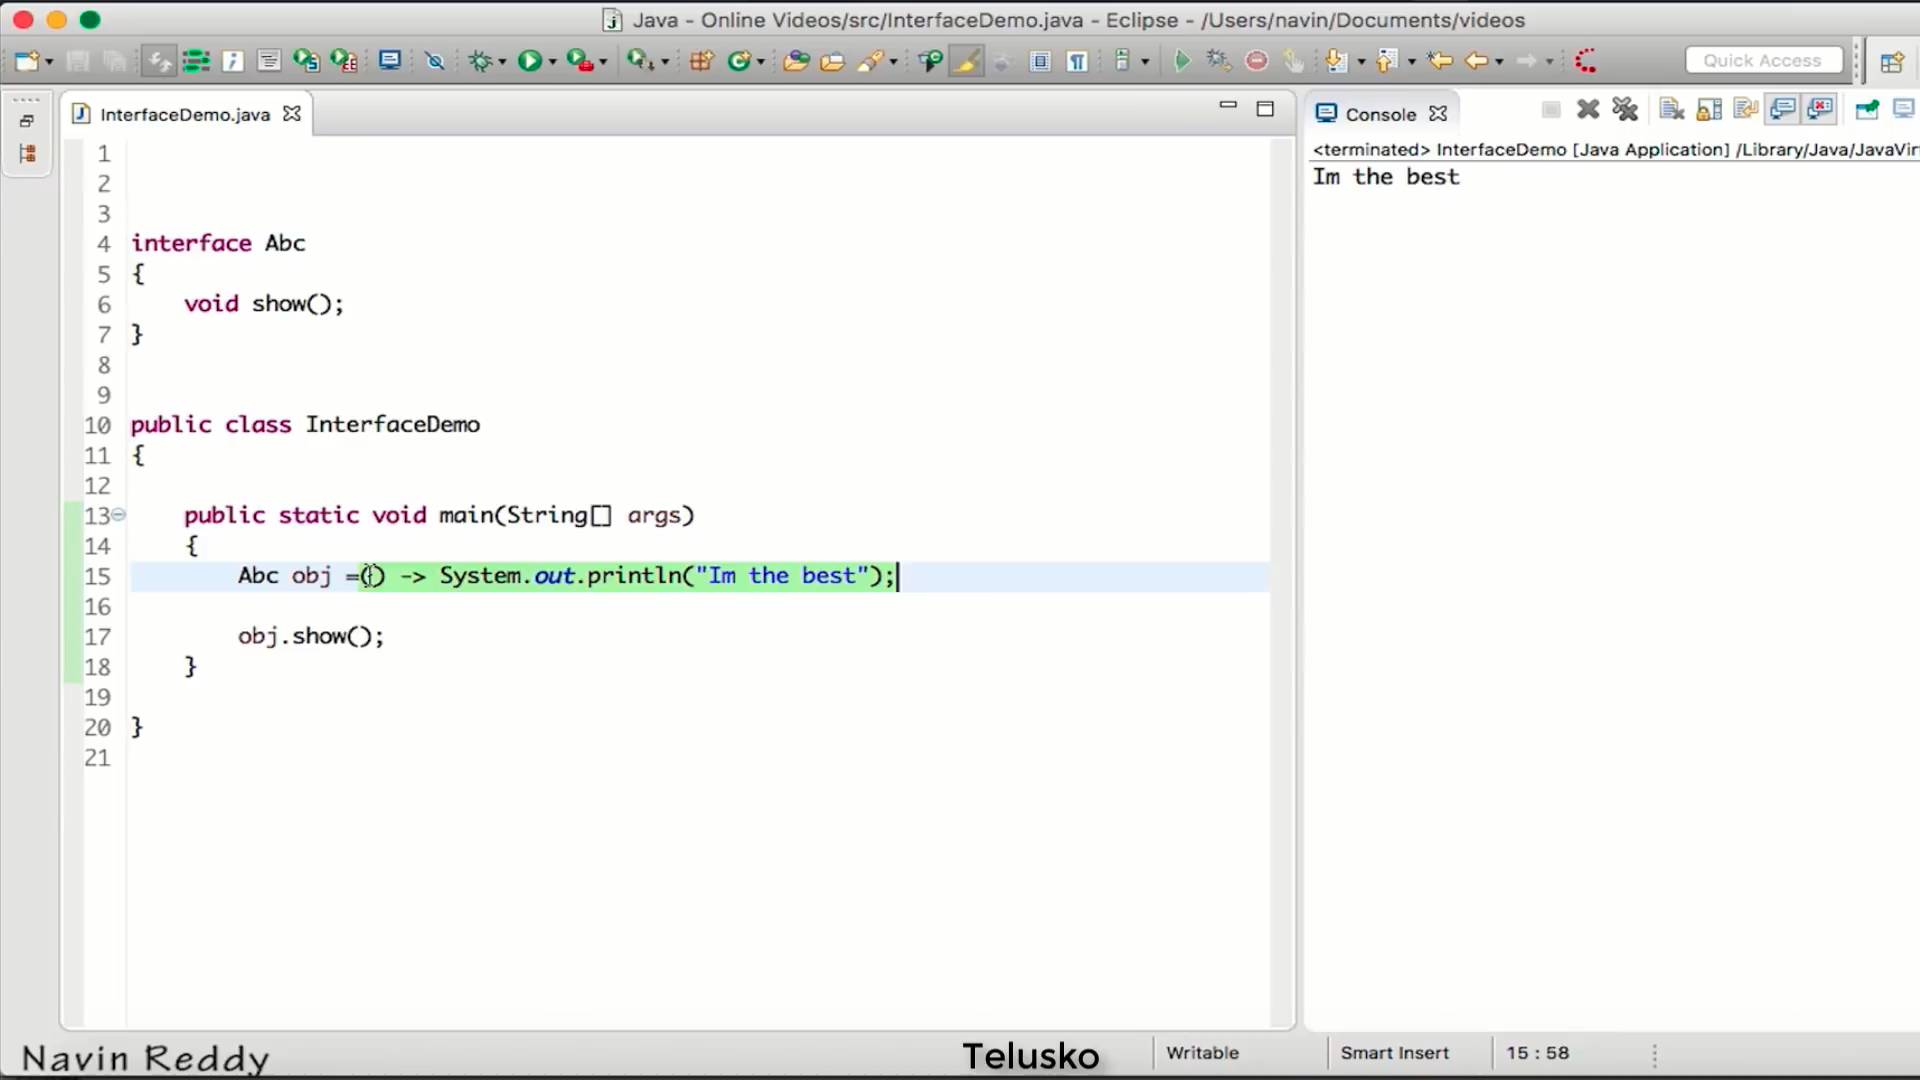 Java - Online Videos/src/InterfaceDemo.java - Eclipse - /Users/navin/Documents/videos
Quick Access
InterfaceDemo.java
Console
<terminated> InterfaceDemo [Java Application] /Library/Java/JavaVir
Im the best
1
2
3
4 interface Abc
5 {
6 void show();
7 }
8
9
10 public class InterfaceDemo
11 {
12
13 public static void main(String[] args)
14 {
15 Abc obj =() -> System.out.println("Im the best");
16
17 obj.show();
18 }
19
20 }
21
Navin Reddy
Telusko
Writable
Smart Insert
15 : 58